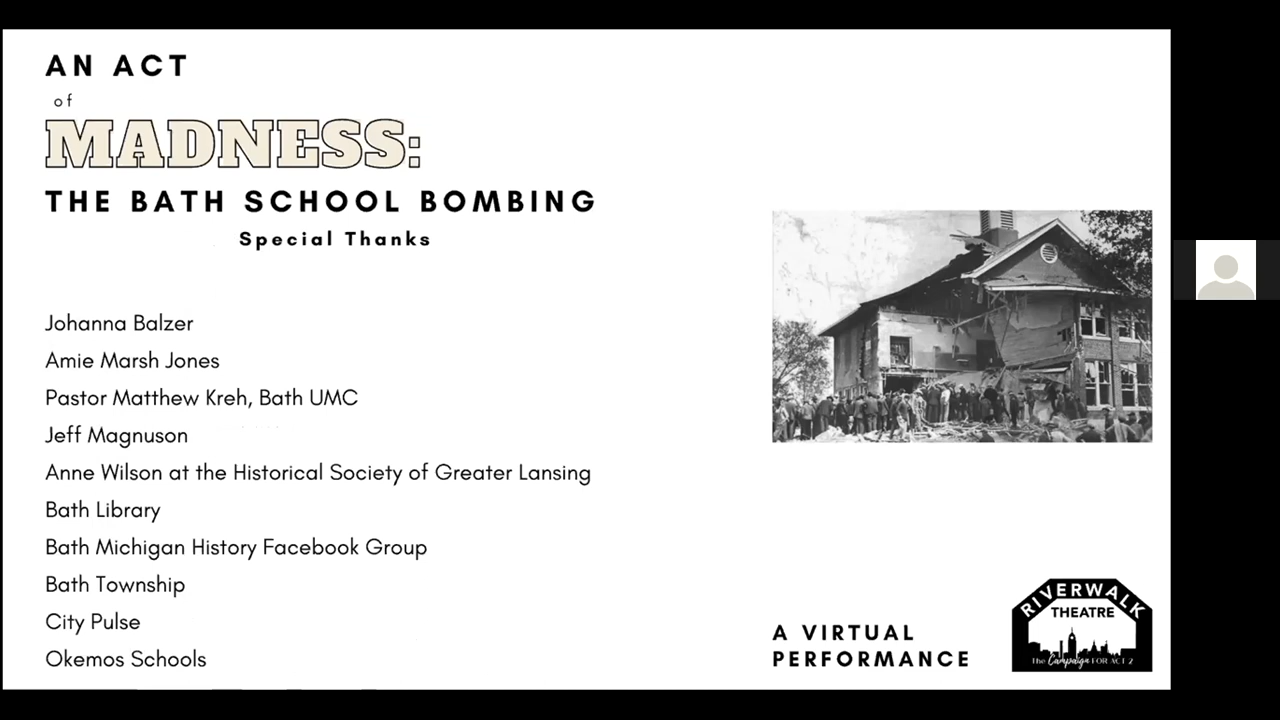 AN ACT
of
MADNESS:
THE BATH SCHOOL BOMBING
Special Thanks
Johanna Balzer
Amie Marsh Jones
Pastor Matthew Kreh, Bath UMC
Jeff Magnuson
Anne Wilson at the Historical Society of Greater Lansing
Bath Library
Bath Michigan History Facebook Group
Bath Township
City Pulse
Okemos Schools
A VIRTUAL
PERFORMANCE
RIVERWALK
THEATRE
The Campaign FOR ACT 2